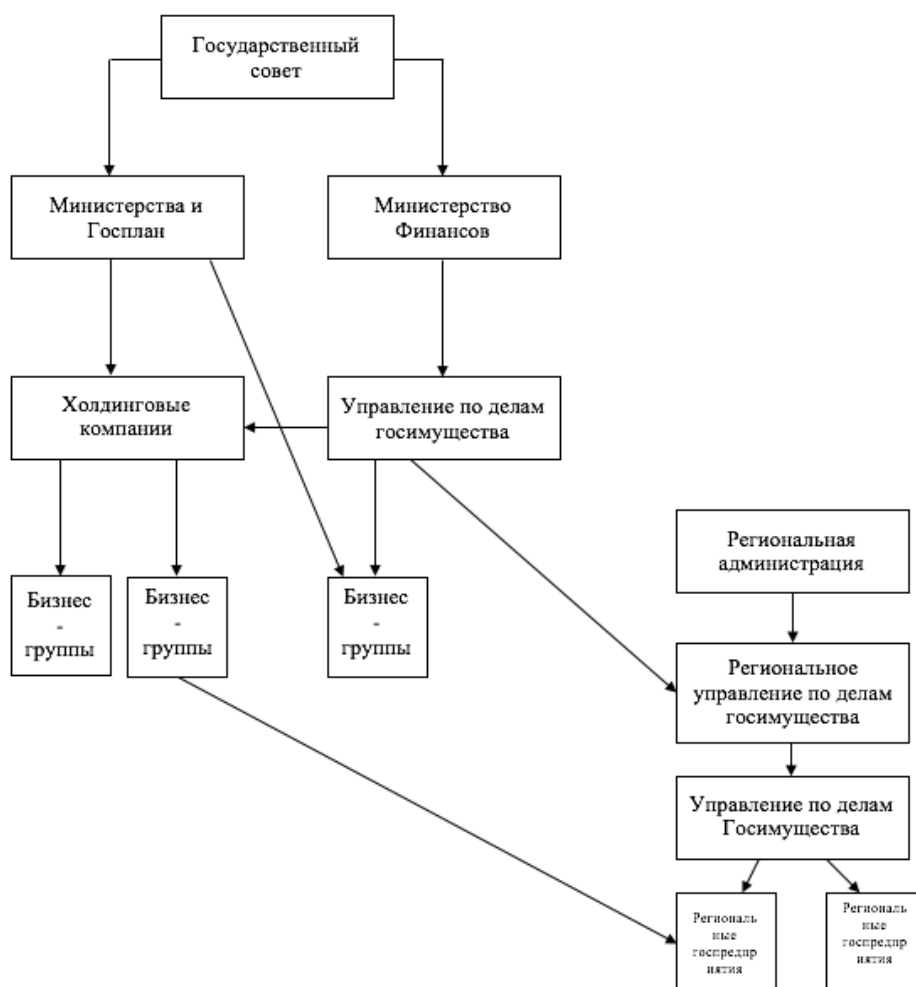 Государственный
совет
Министерства и
Госплан
Министерство
Финансов
Холдинговые
компании
Управление по делам
госимущества
Региональная
администрация
Бизнес
-
группы
Бизнес
-
группы
Бизнес
-
группы
Региональное
управление по делам
госимущества
Управление по делам
Госимущества
Региональ
ные
госпредпр
иятия
Региональ
ные
госпредпр
иятия